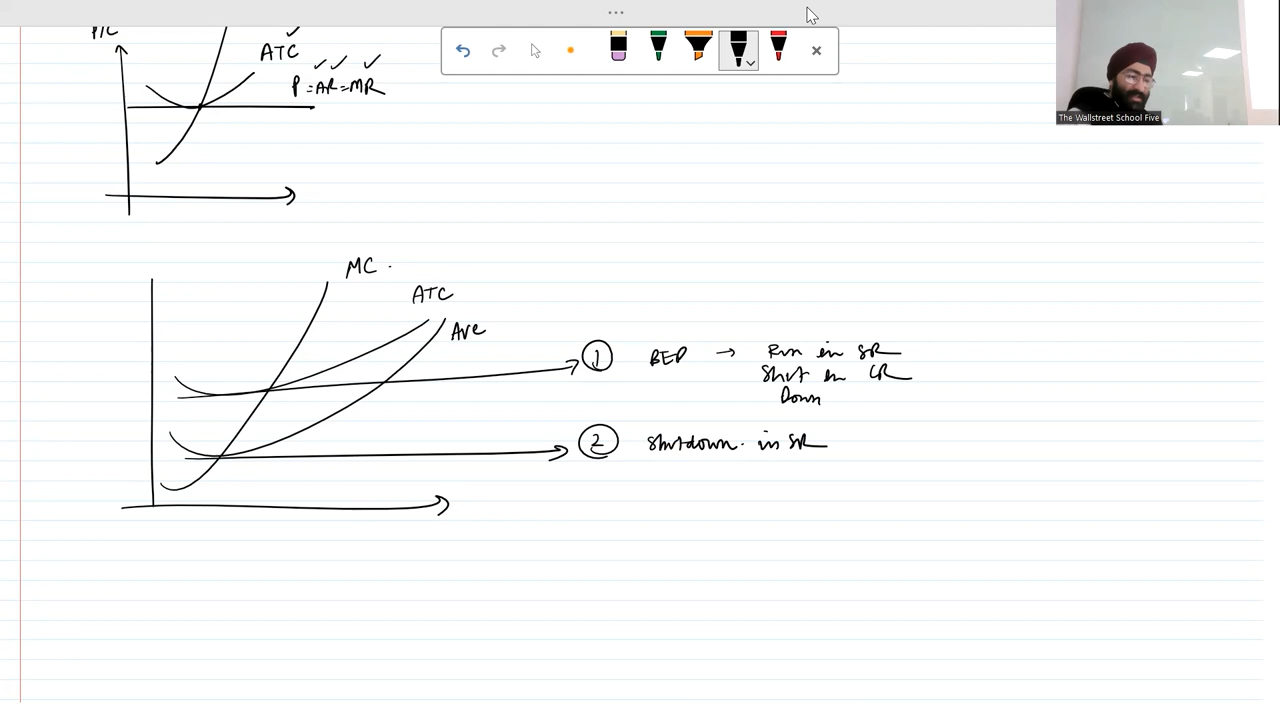 P/C
ATC
P = AR = MR
The Wallstreet School Five
MC
ATC
AVC
1 BEP → Run in SR
Shut in LR
Down
2 Shutdown in SR